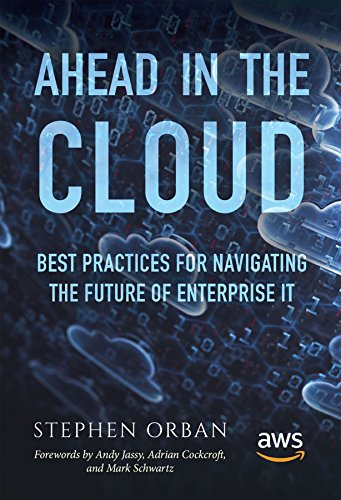 AHEAD IN THE
CLOUD
BEST PRACTICES FOR NAVIGATING
THE FUTURE OF ENTERPRISE IT
STEPHEN ORBAN
Forewords by Andy Jassy, Adrian Cockcroft,
and Mark Schwartz
aws